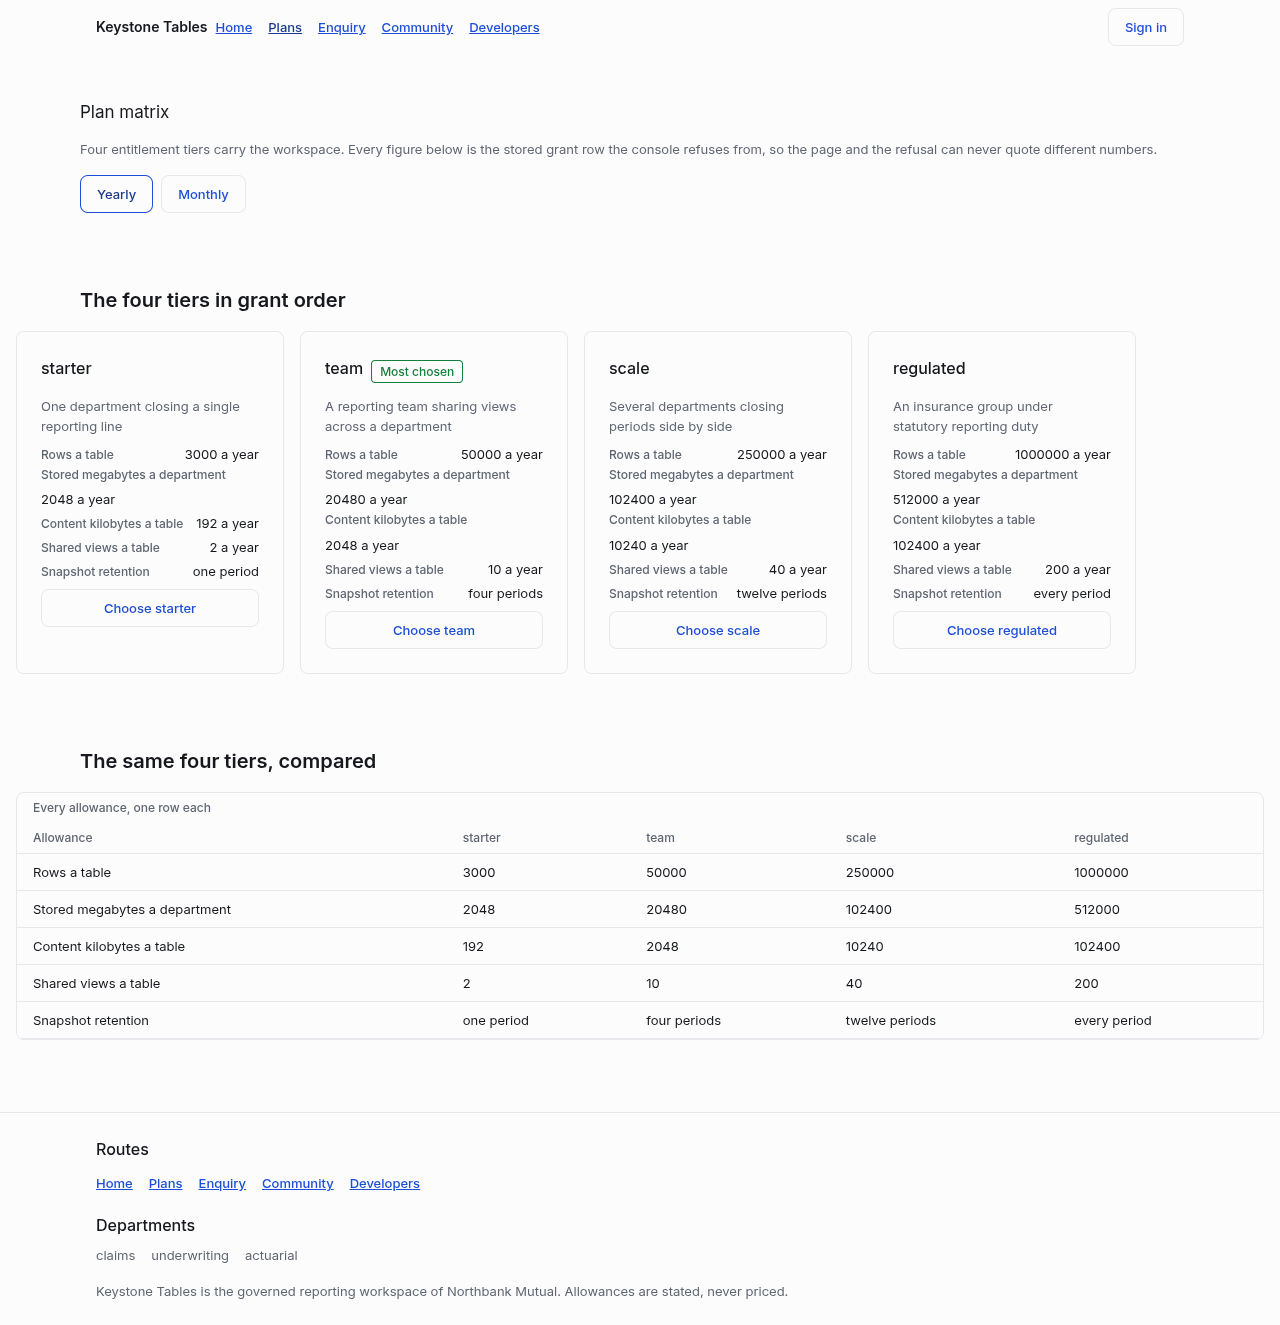 Keystone Tables Home Plans Enquiry Community Developers Sign in
Plan matrix
Four entitlement tiers carry the workspace. Every figure below is the stored grant row the console refuses from, so the page and the refusal can never quote different numbers.
Yearly Monthly
The four tiers in grant order
starter
One department closing a single
reporting line
Rows a table 3000 a year
Stored megabytes a department
2048 a year
Content kilobytes a table 192 a year
Shared views a table 2 a year
Snapshot retention one period
Choose starter
team Most chosen
A reporting team sharing views
across a department
Rows a table 50000 a year
Stored megabytes a department
20480 a year
Content kilobytes a table
2048 a year
Shared views a table 10 a year
Snapshot retention four periods
Choose team
scale
Several departments closing
periods side by side
Rows a table 250000 a year
Stored megabytes a department
102400 a year
Content kilobytes a table
10240 a year
Shared views a table 40 a year
Snapshot retention twelve periods
Choose scale
regulated
An insurance group under
statutory reporting duty
Rows a table 1000000 a year
Stored megabytes a department
512000 a year
Content kilobytes a table
102400 a year
Shared views a table 200 a year
Snapshot retention every period
Choose regulated
The same four tiers, compared
Every allowance, one row each
Allowance starter team scale regulated
Rows a table 3000 50000 250000 1000000
Stored megabytes a department 2048 20480 102400 512000
Content kilobytes a table 192 2048 10240 102400
Shared views a table 2 10 40 200
Snapshot retention one period four periods twelve periods every period
Routes
Home Plans Enquiry Community Developers
Departments
claims underwriting actuarial
Keystone Tables is the governed reporting workspace of Northbank Mutual. Allowances are stated, never priced.